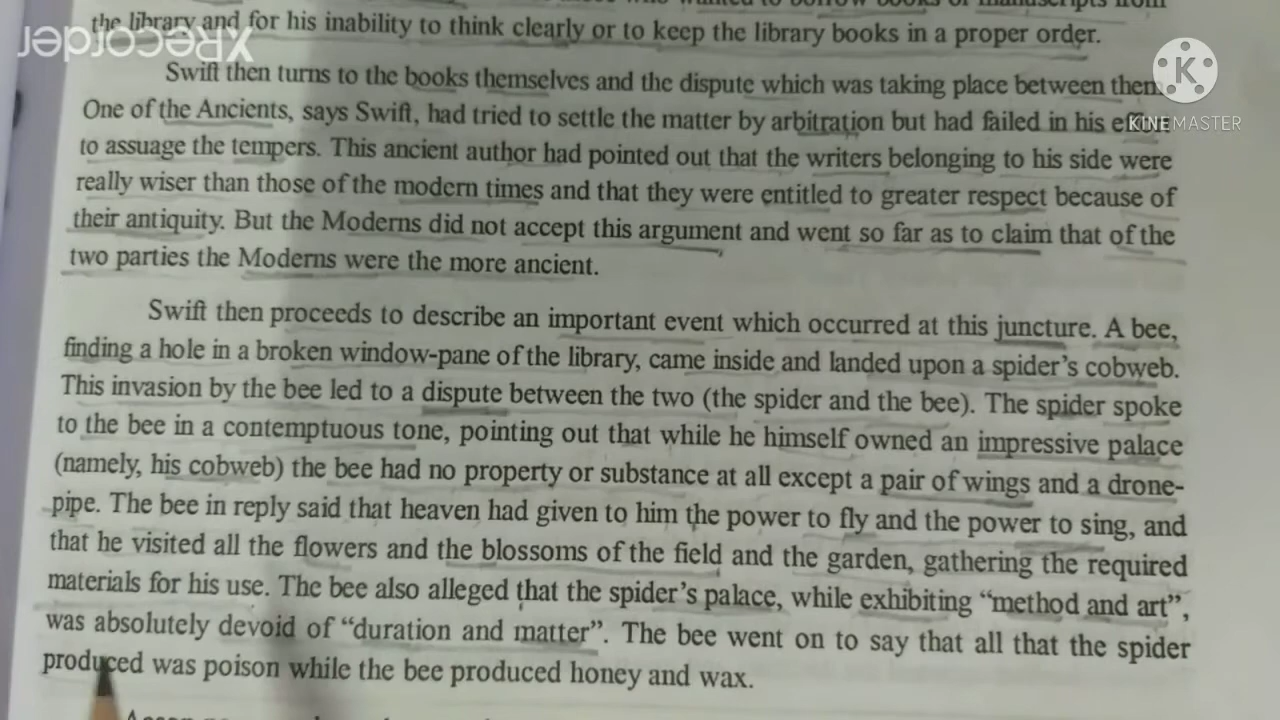 wanted to borrow books or manuscripts from
the library and for his inability to think clearly or to keep the library books in a proper order.
XRecorder
K
KINEMASTER
Swift then turns to the books themselves and the dispute which was taking place between them.
One of the Ancients, says Swift, had tried to settle the matter by arbitration but had failed in his
to assuage the tempers. This ancient author had pointed out that the writers belonging to his side were
really wiser than those of the modern times and that they were entitled to greater respect because of
their antiquity. But the Moderns did not accept this argument and went so far as to claim that of the
two parties the Moderns were the more ancient.
Swift then proceeds to describe an important event which occurred at this juncture. A bee,
finding a hole in a broken window-pane of the library, came inside and landed upon a spider's cobweb.
This invasion by the bee led to a dispute between the two (the spider and the bee). The spider spoke
to the bee in a contemptuous tone, pointing out that while he himself owned an impressive palace
(namely, his cobweb) the bee had no property or substance at all except a pair of wings and a drone-
pipe. The bee in reply said that heaven had given to him the power to fly and the power to sing, and
that he visited all the flowers and the blossoms of the field and the garden, gathering the required
materials for his use. The bee also alleged that the spider's palace, while exhibiting “method and art”,
was absolutely devoid of “duration and matter”. The bee went on to say that all that the spider
produced was poison while the bee produced honey and wax.